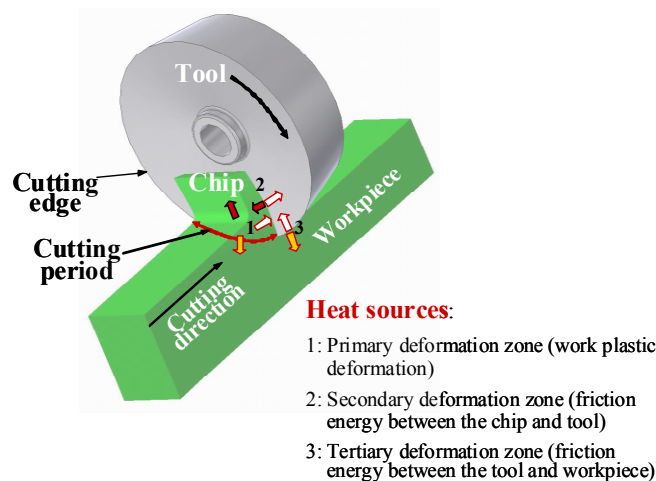 Tool
Cutting
edge
Chip
2
1
3
Workpiece
Cutting
period
Cutting
direction
Heat sources:
1: Primary deformation zone (work plastic
deformation)
2: Secondary deformation zone (friction
energy between the chip and tool)
3: Tertiary deformation zone (friction
energy between the tool and workpiece)